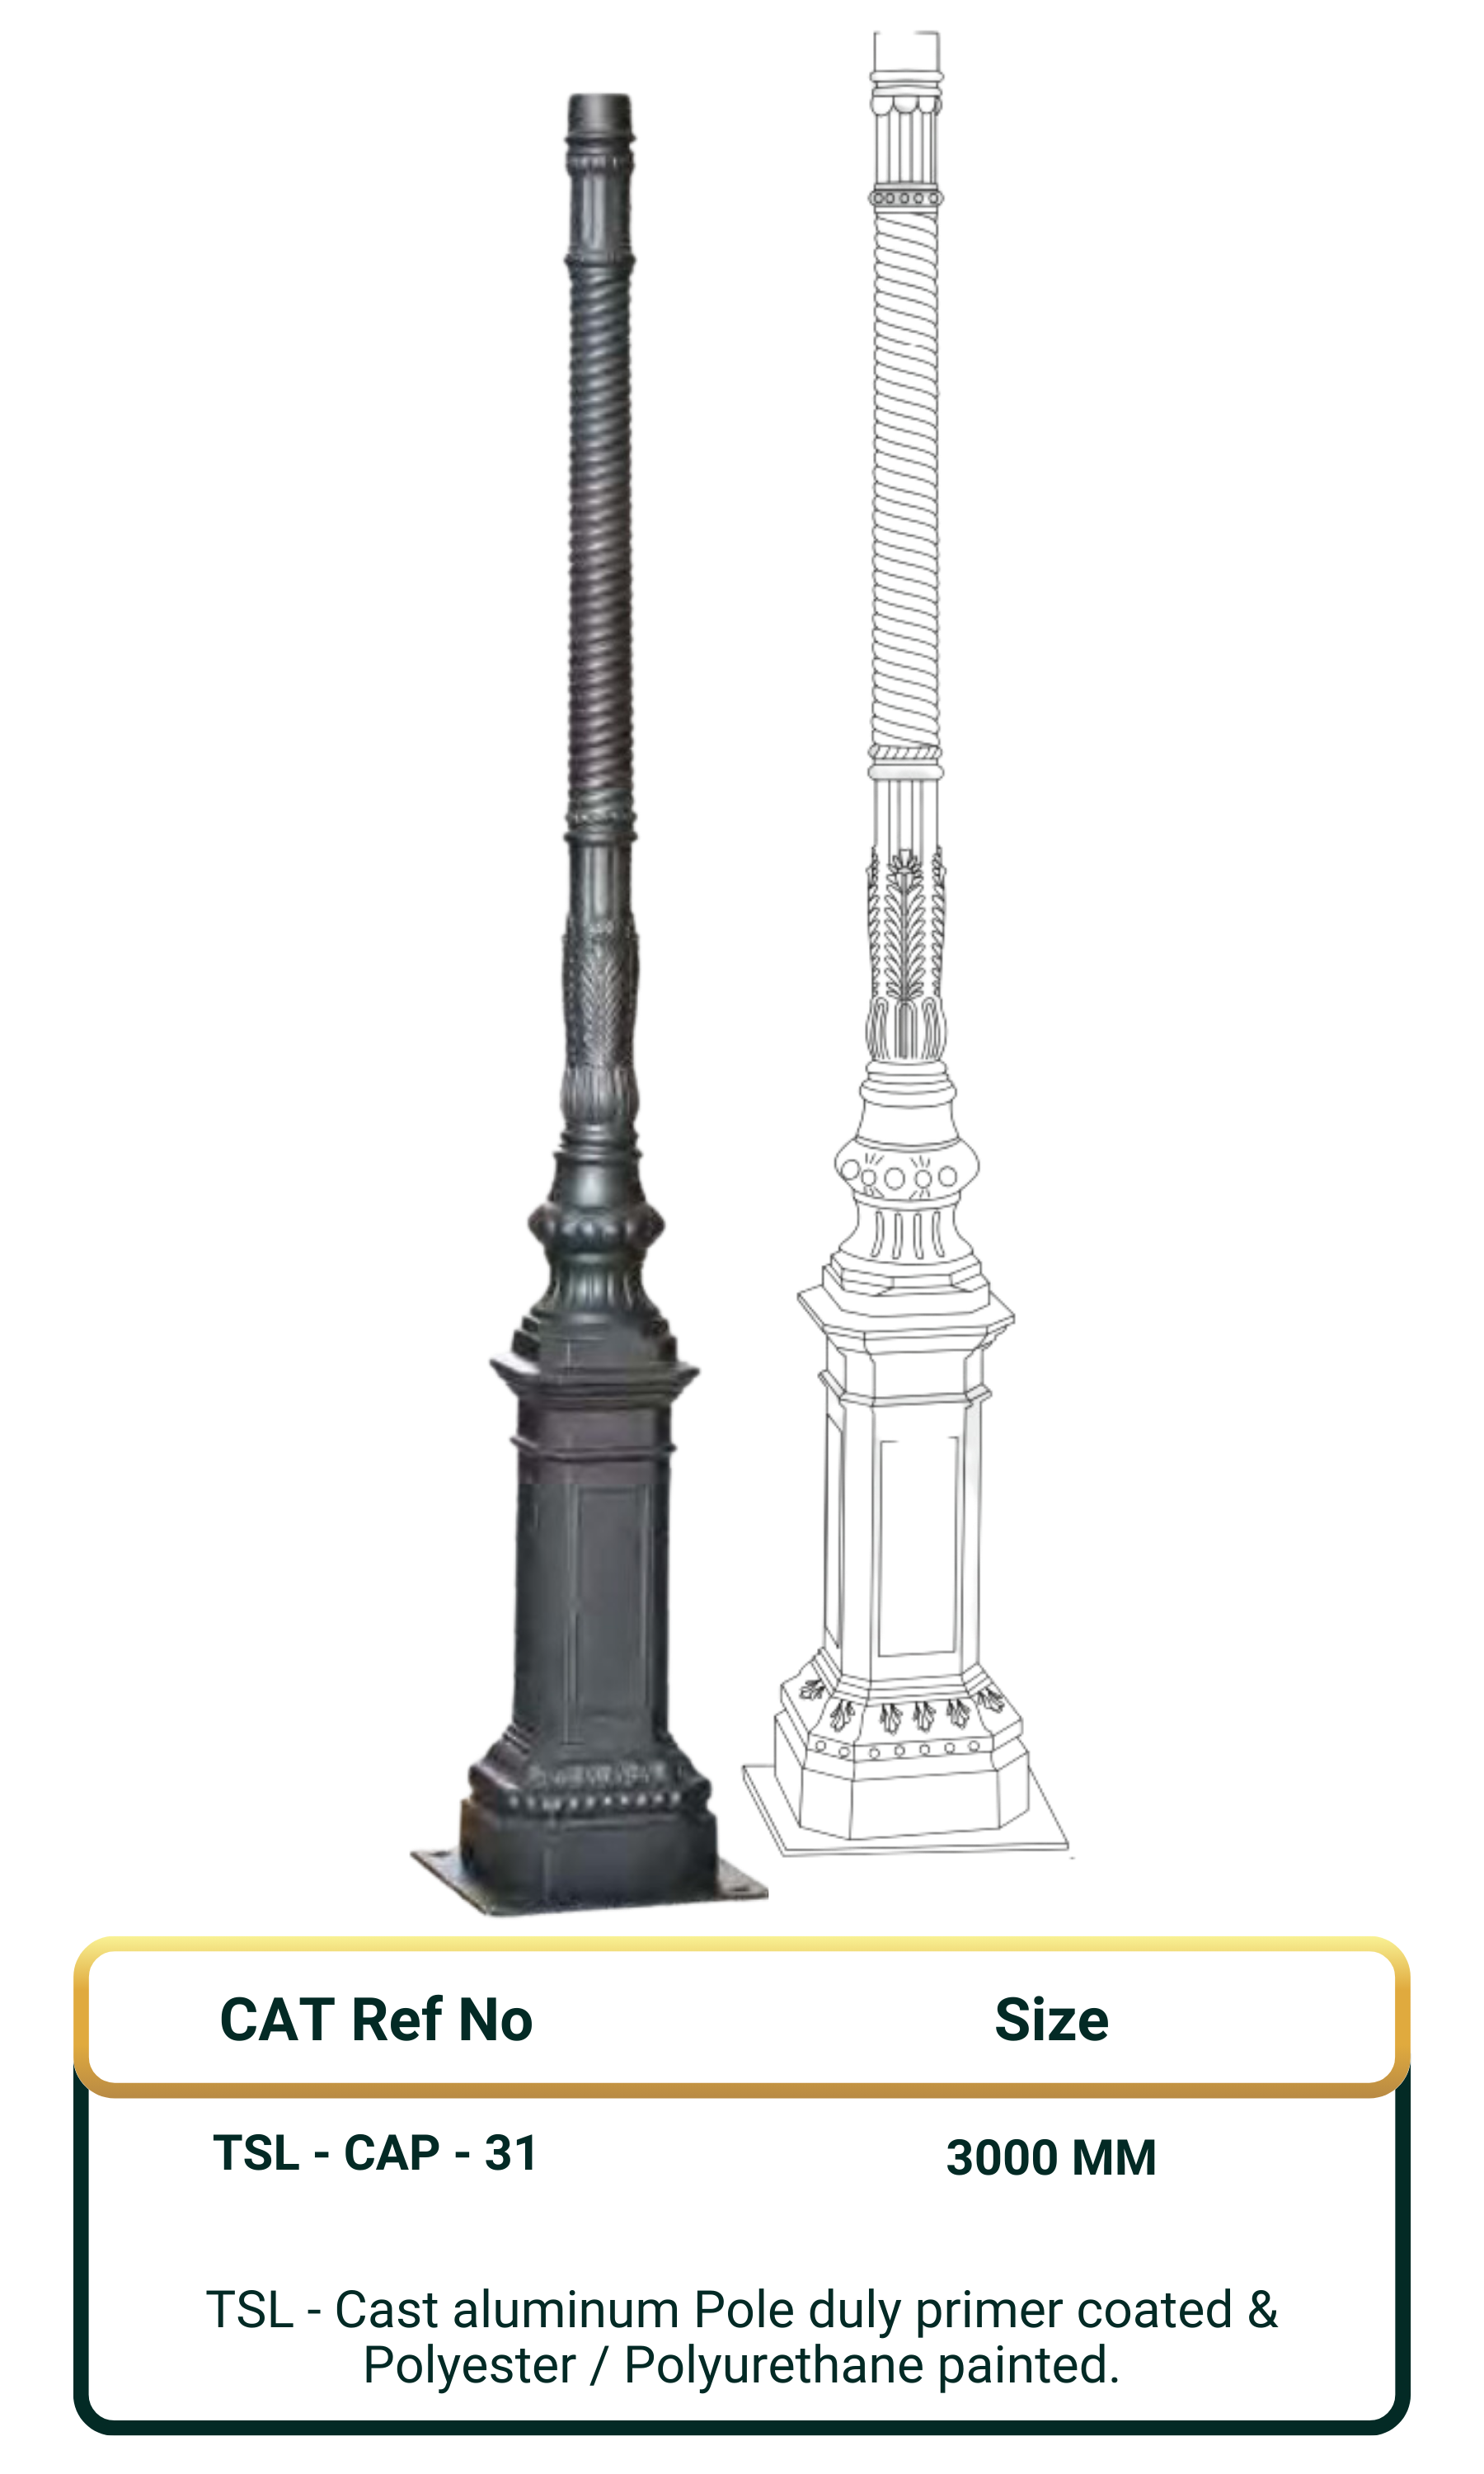 CAT Ref No
Size
TSL - CAP - 31
3000 MM
TSL - Cast aluminum Pole duly primer coated &
Polyester / Polyurethane painted.